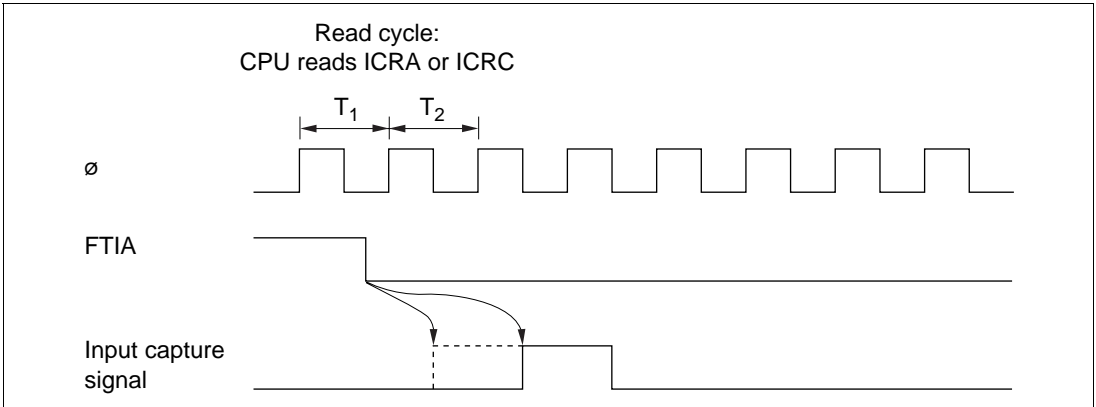 Read cycle:
CPU reads ICRA or ICRC
T₁ T₂
ø
FTIA
Input capture
signal